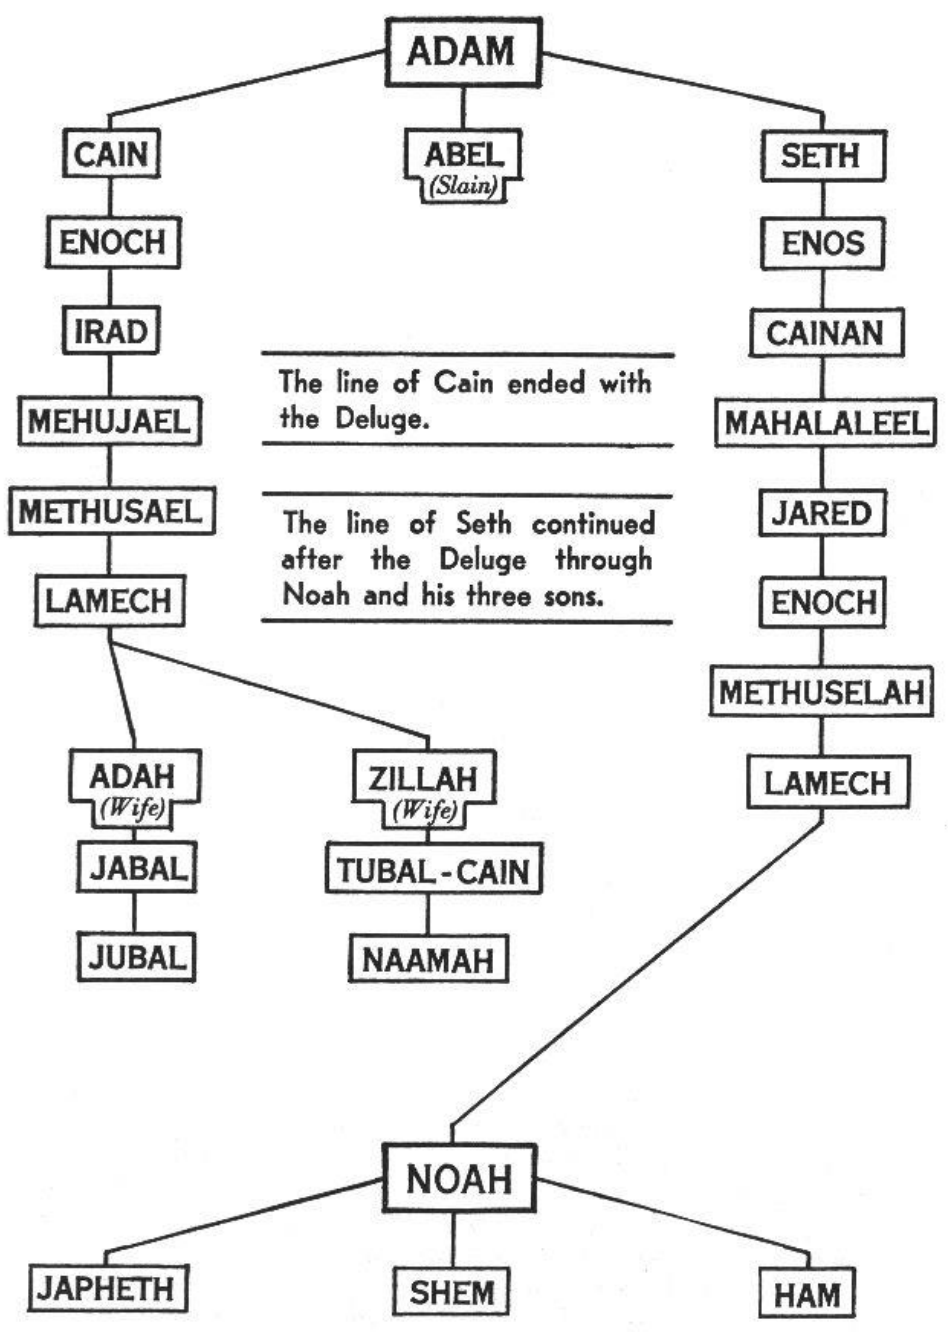 ADAM
CAIN
ABEL
(Slain)
SETH
ENOCH
ENOS
IRAD
CAINAN
The line of Cain ended with
the Deluge.
MEHUJAEL
MAHALALEEL
METHUSAEL
JARED
The line of Seth continued
after the Deluge through
Noah and his three sons.
LAMECH
ENOCH
METHUSELAH
ADAH
(Wife)
ZILLAH
(Wife)
LAMECH
JABAL
TUBAL-CAIN
JUBAL
NAAMAH
NOAH
JAPHETH
SHEM
HAM